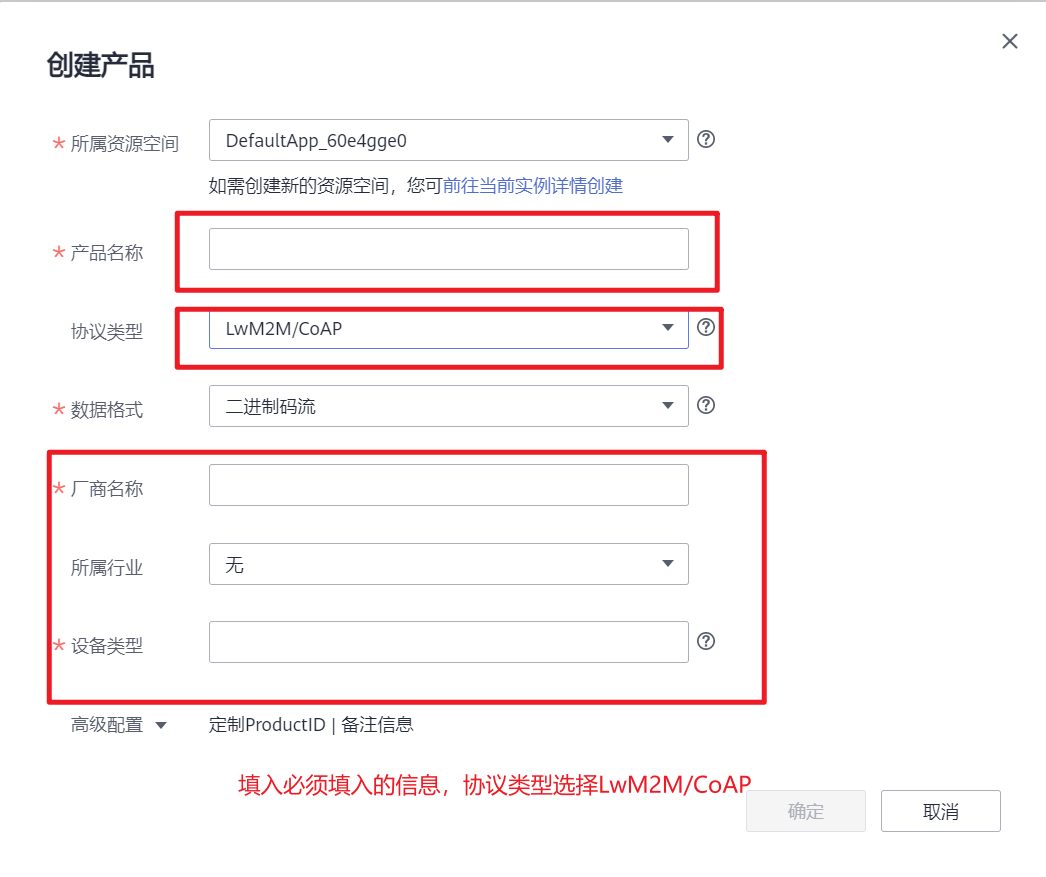 创建产品
* 所属资源空间 DefaultApp_60e4gge0
如需创建新的资源空间，您可前往当前实例详情创建
* 产品名称
协议类型 LwM2M/CoAP
* 数据格式 二进制码流
* 厂商名称
所属行业 无
* 设备类型
高级配置 定制ProductID | 备注信息
填入必须填入的信息，协议类型选择LwM2M/CoAP
确定 取消